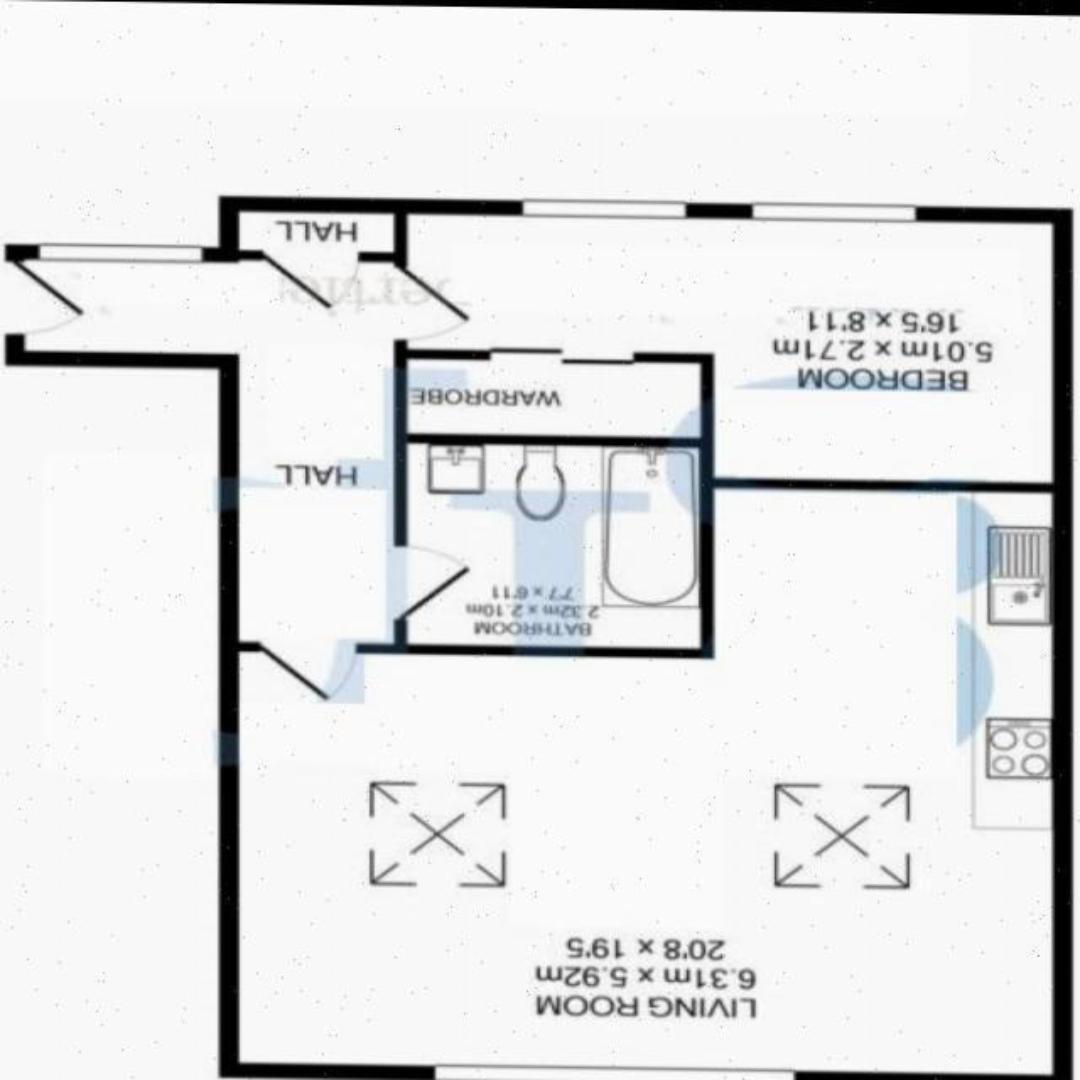 LIVING ROOM
6.31m x 5.92m
20'8 x 19'5
BATHROOM
2.32m x 2.10m
7'7 x 6'11
HALL
WARDROBE
BEDROOM
5.01m x 2.71m
16'5 x 8'11
HALL